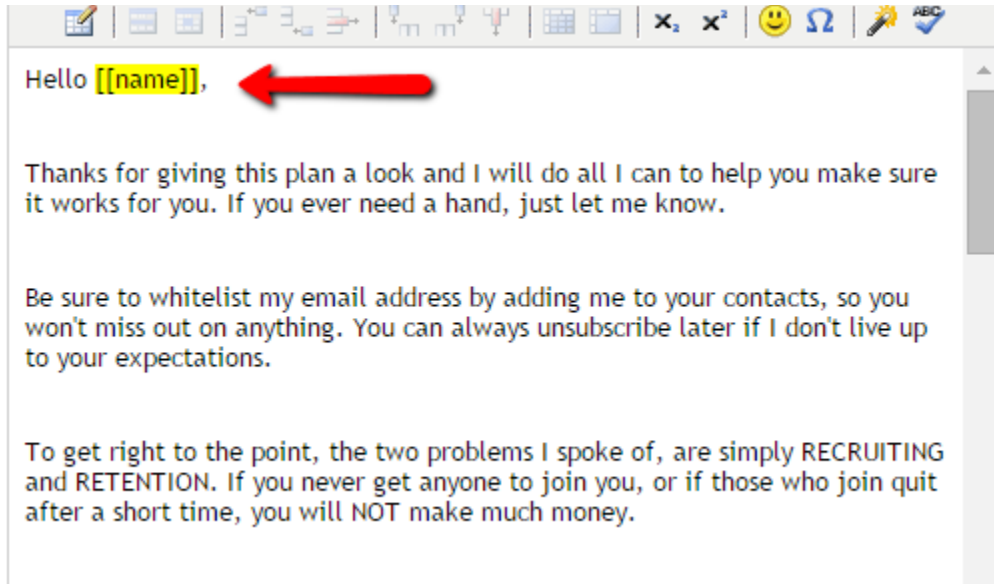 X₂ X² Ω ABC
Hello [[name]],
Thanks for giving this plan a look and I will do all I can to help you make sure
it works for you. If you ever need a hand, just let me know.
Be sure to whitelist my email address by adding me to your contacts, so you
won't miss out on anything. You can always unsubscribe later if I don't live up
to your expectations.
To get right to the point, the two problems I spoke of, are simply RECRUITING
and RETENTION. If you never get anyone to join you, or if those who join quit
after a short time, you will NOT make much money.